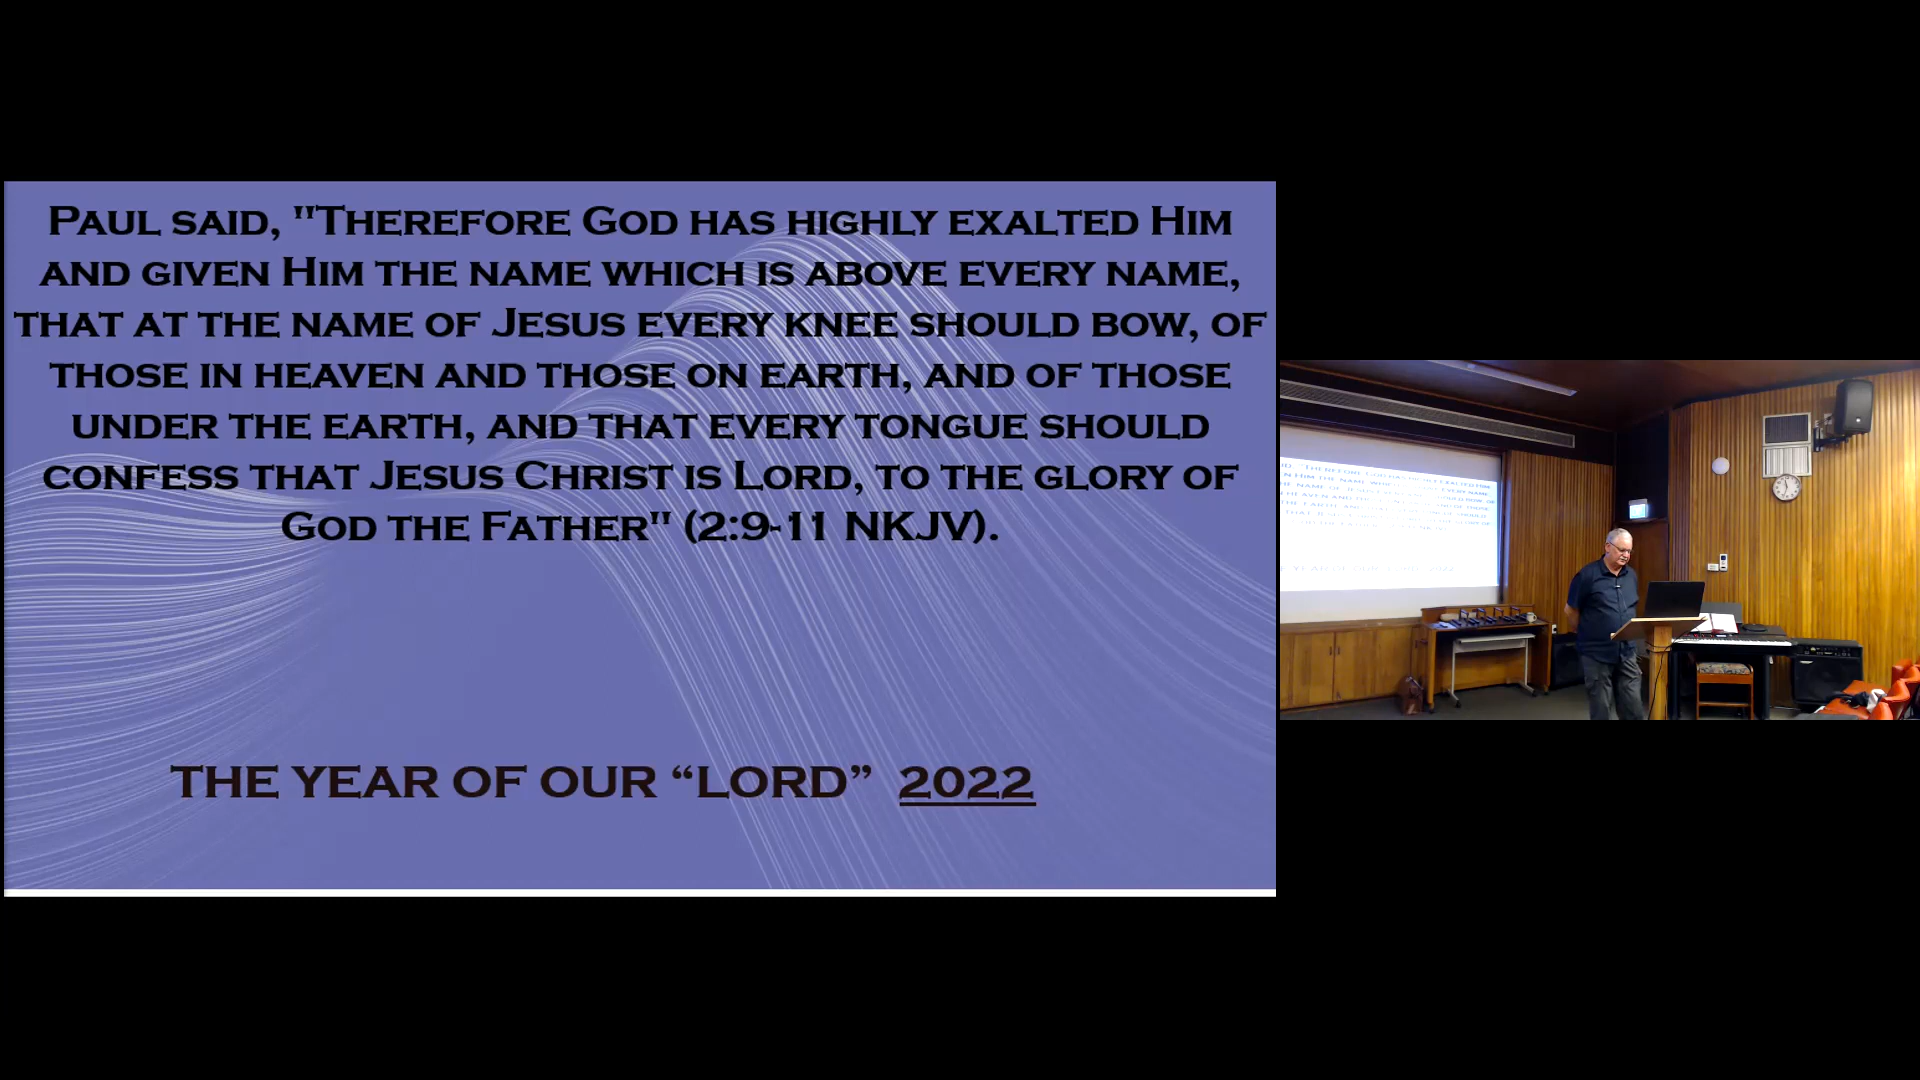 Paul said, "Therefore God has highly exalted Him
and given Him the name which is above every name,
that at the name of Jesus every knee should bow, of
those in heaven and those on earth, and of those
under the earth, and that every tongue should
confess that Jesus Christ is Lord, to the glory of
God the Father" (2:9-11 NKJV).
THE YEAR OF OUR “LORD” 2022